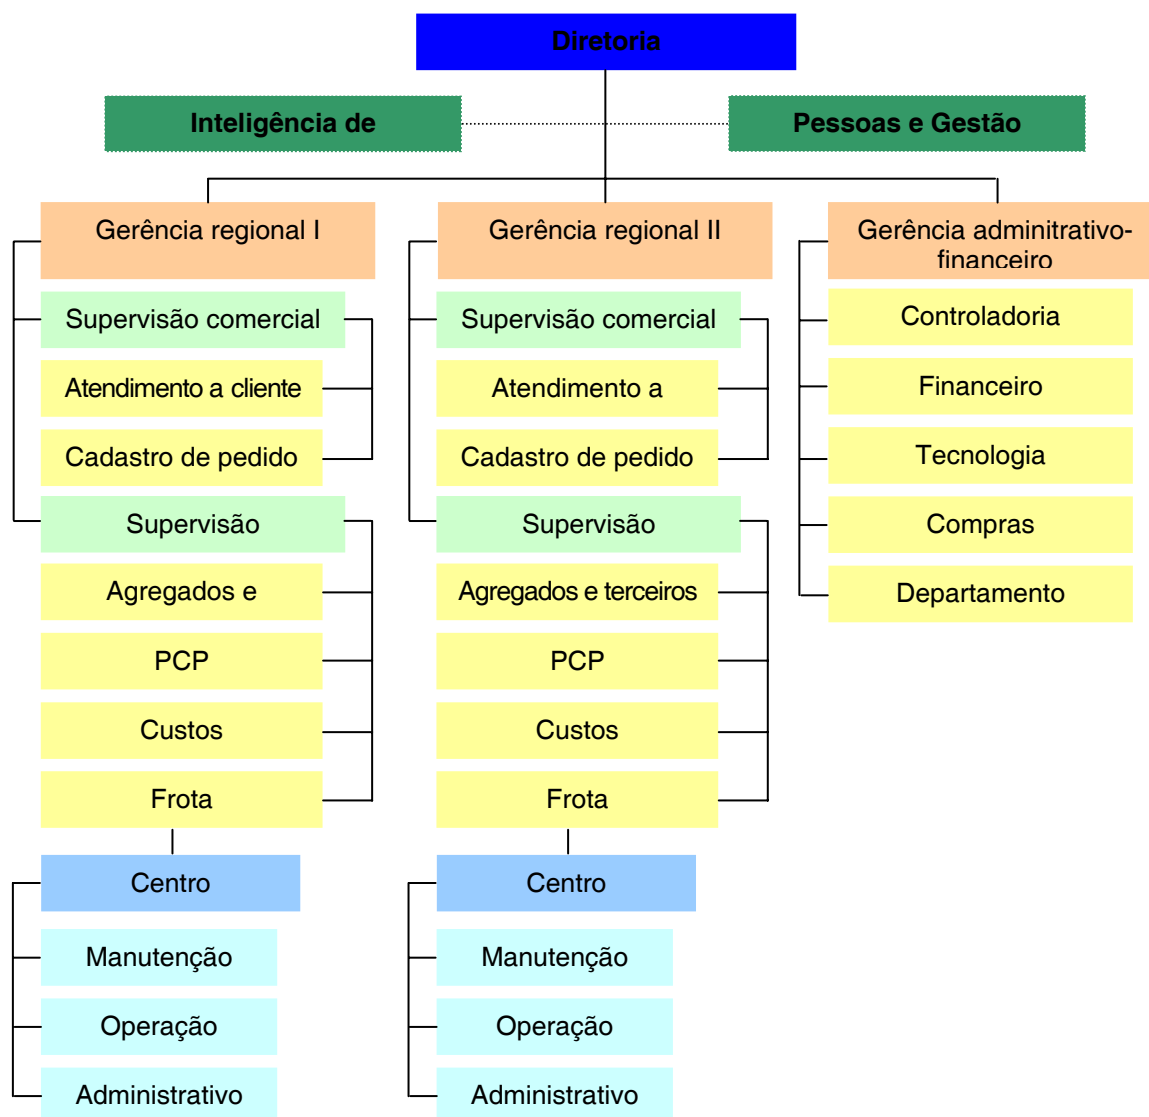 Diretoria
Inteligência de
Pessoas e Gestão
Gerência regional I
Supervisão comercial
Atendimento a cliente
Cadastro de pedido
Supervisão
Agregados e
PCP
Custos
Frota
Centro
Manutenção
Operação
Administrativo
Gerência regional II
Supervisão comercial
Atendimento a
Cadastro de pedido
Supervisão
Agregados e terceiros
PCP
Custos
Frota
Centro
Manutenção
Operação
Administrativo
Gerência adminitrativo-
financeiro
Controladoria
Financeiro
Tecnologia
Compras
Departamento